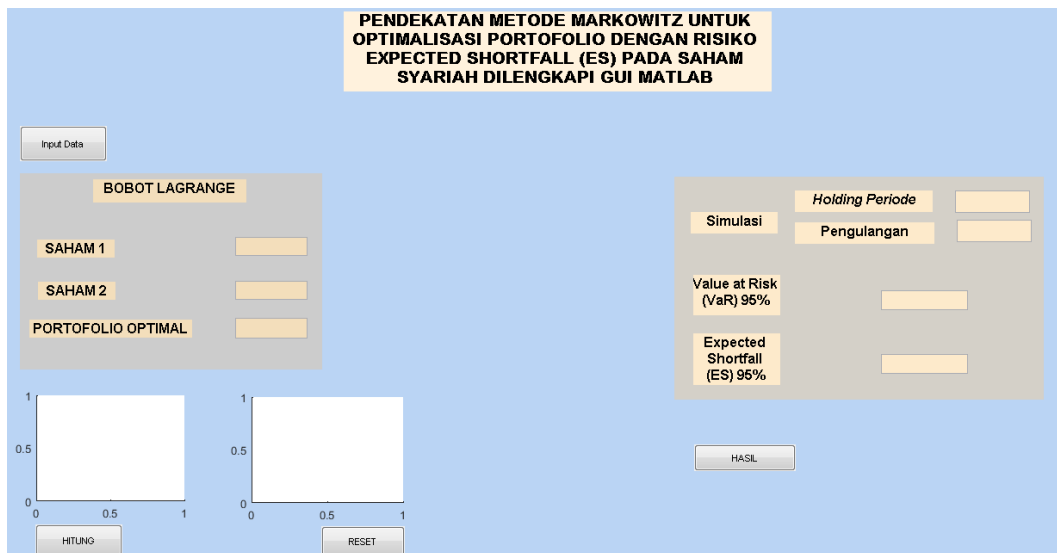 PENDEKATAN METODE MARKOWITZ UNTUK
OPTIMALISASI PORTOFOLIO DENGAN RISIKO
EXPECTED SHORTFALL (ES) PADA SAHAM
SYARIAH DILENGKAPI GUI MATLAB
Input Data
BOBOT LAGRANGE
SAHAM 1
SAHAM 2
PORTOFOLIO OPTIMAL
Simulasi
Holding Periode
Pengulangan
Value at Risk
(VaR) 95%
Expected
Shortfall
(ES) 95%
1
0.5
0
0 0.5 1
1
0.5
0
0 0.5 1
HITUNG
RESET
HASIL